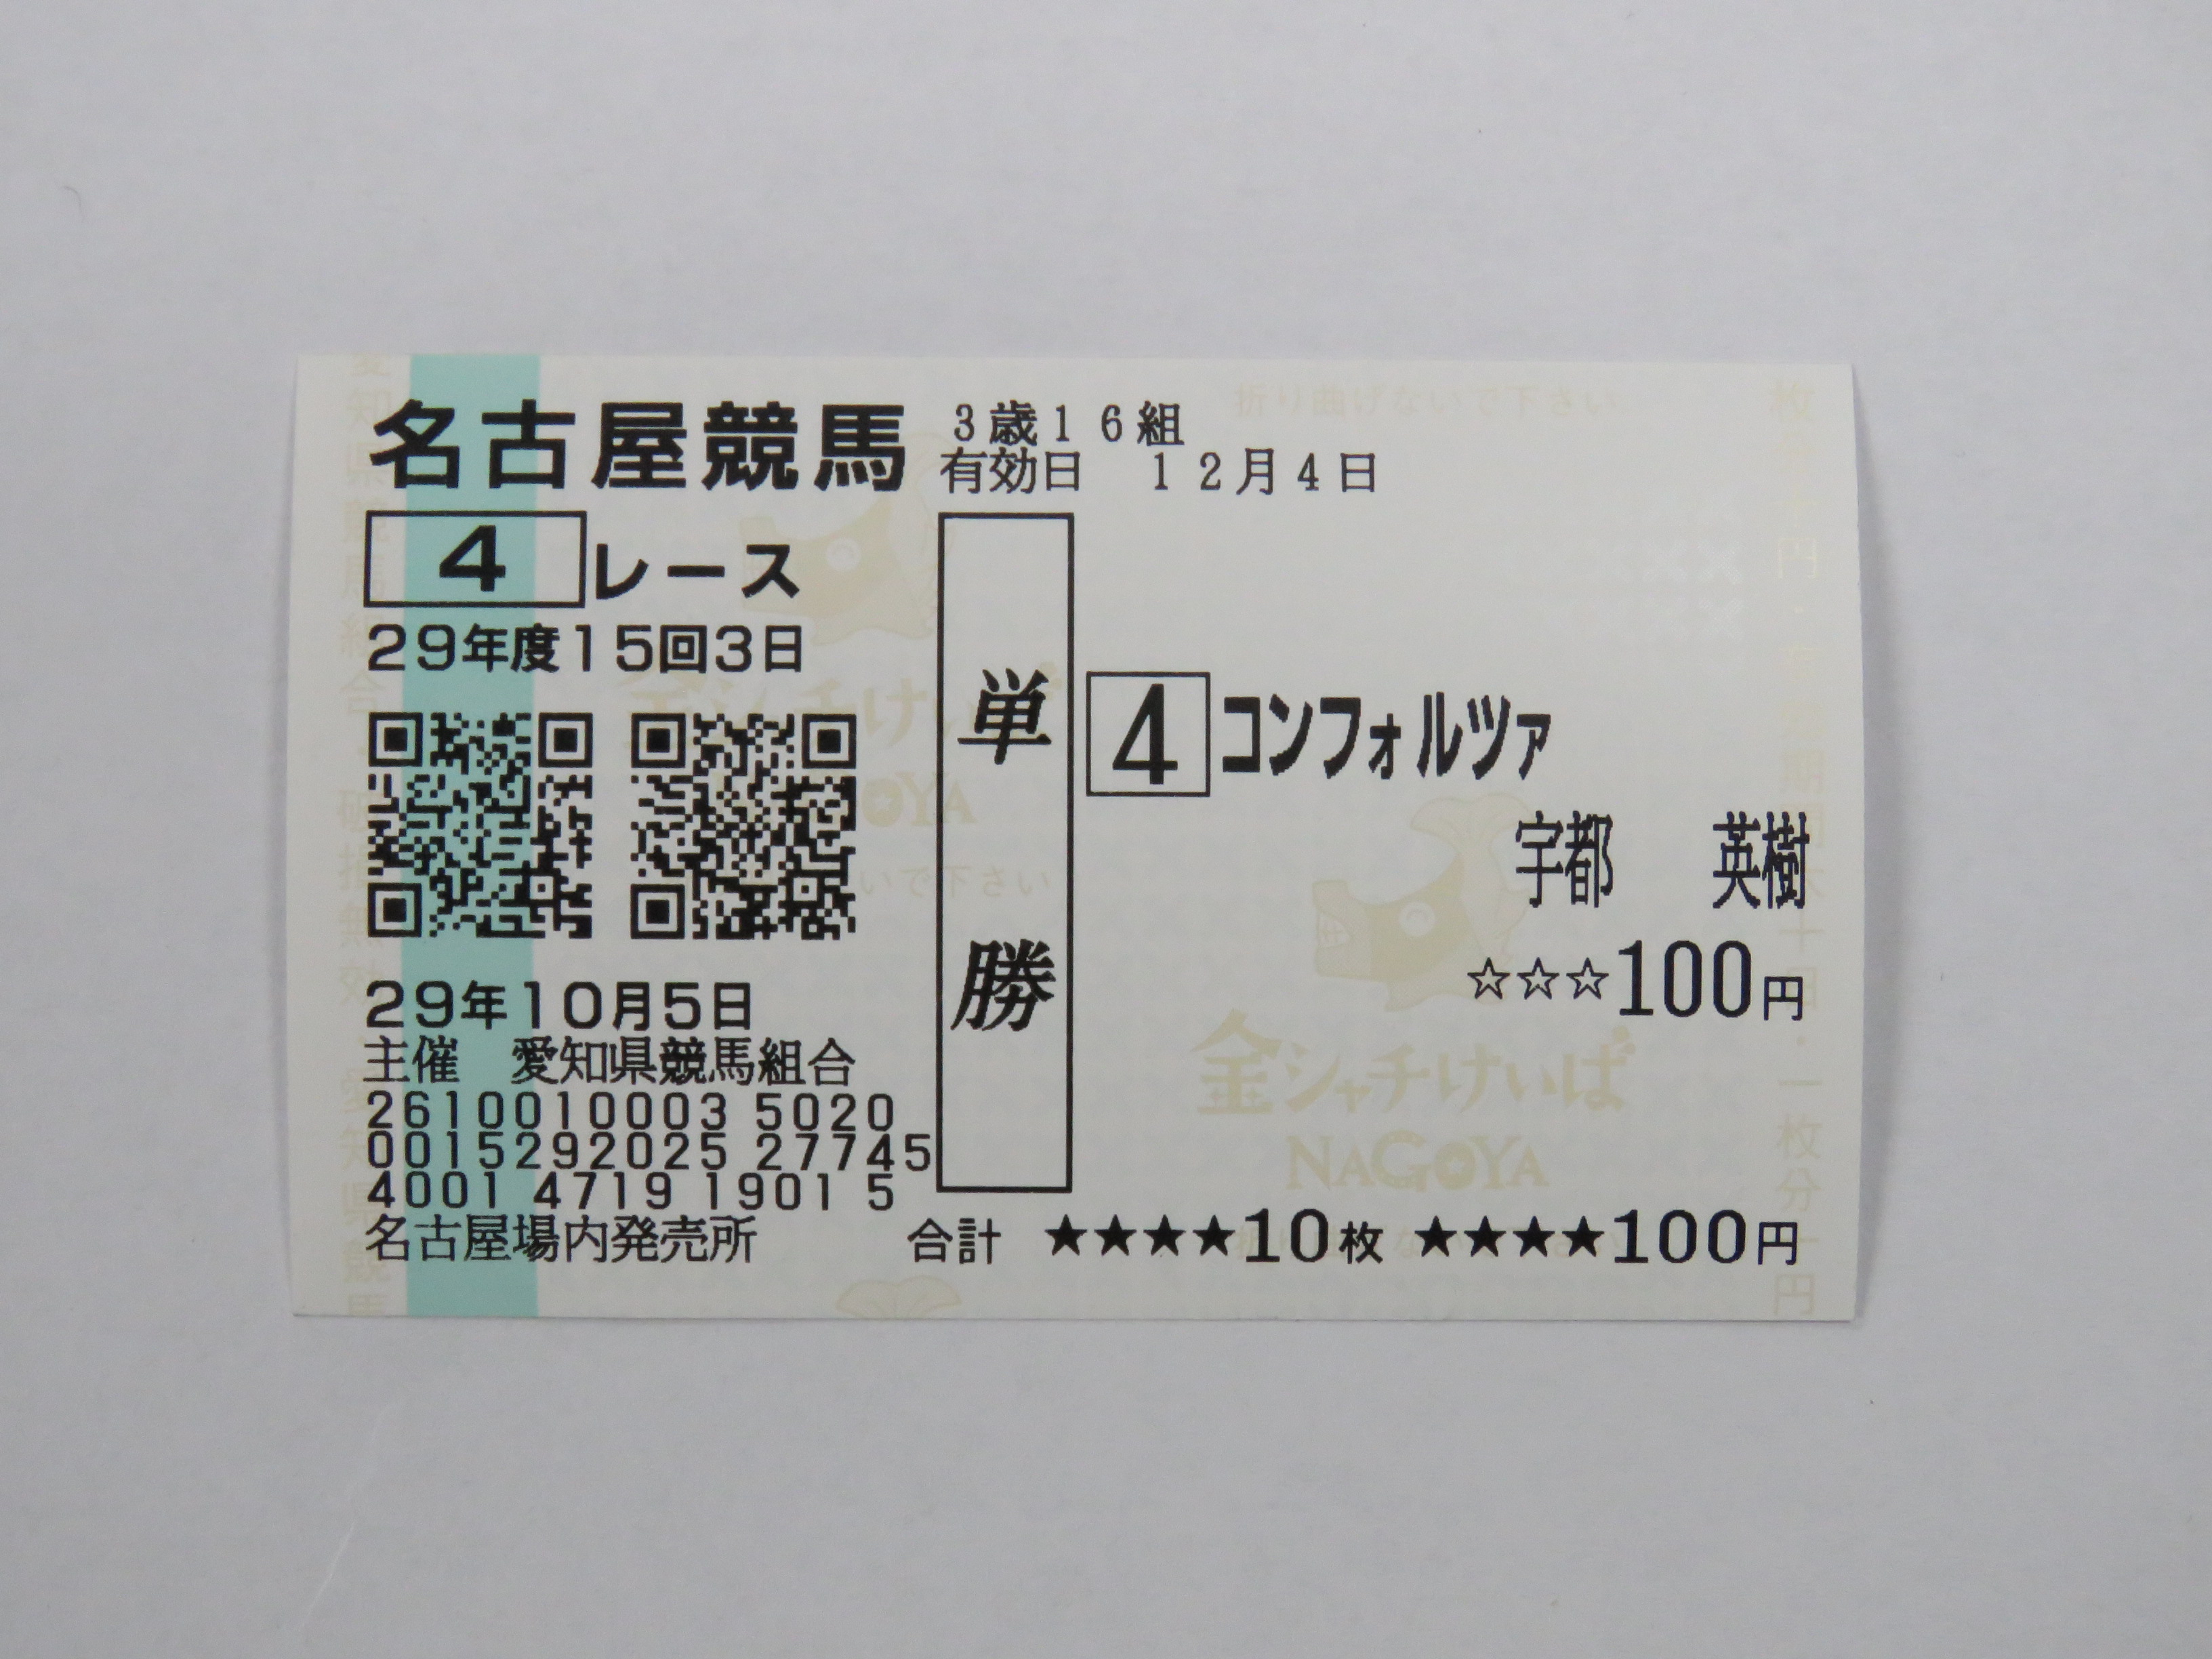 名古屋競馬
3歳16組
有効日 12月4日
4レース
29年度15回3日
単勝
4 コンフォルツァ
宇都 英樹
☆☆☆100円
29年10月5日
主催 愛知県競馬組合
2610010003 5020
0015292025 27745
4001 4719 1901 5
名古屋場内発売所
合計 ★★★★10枚 ★★★★100円
折り曲げないで下さい
金シャチけいば
NAGOYA